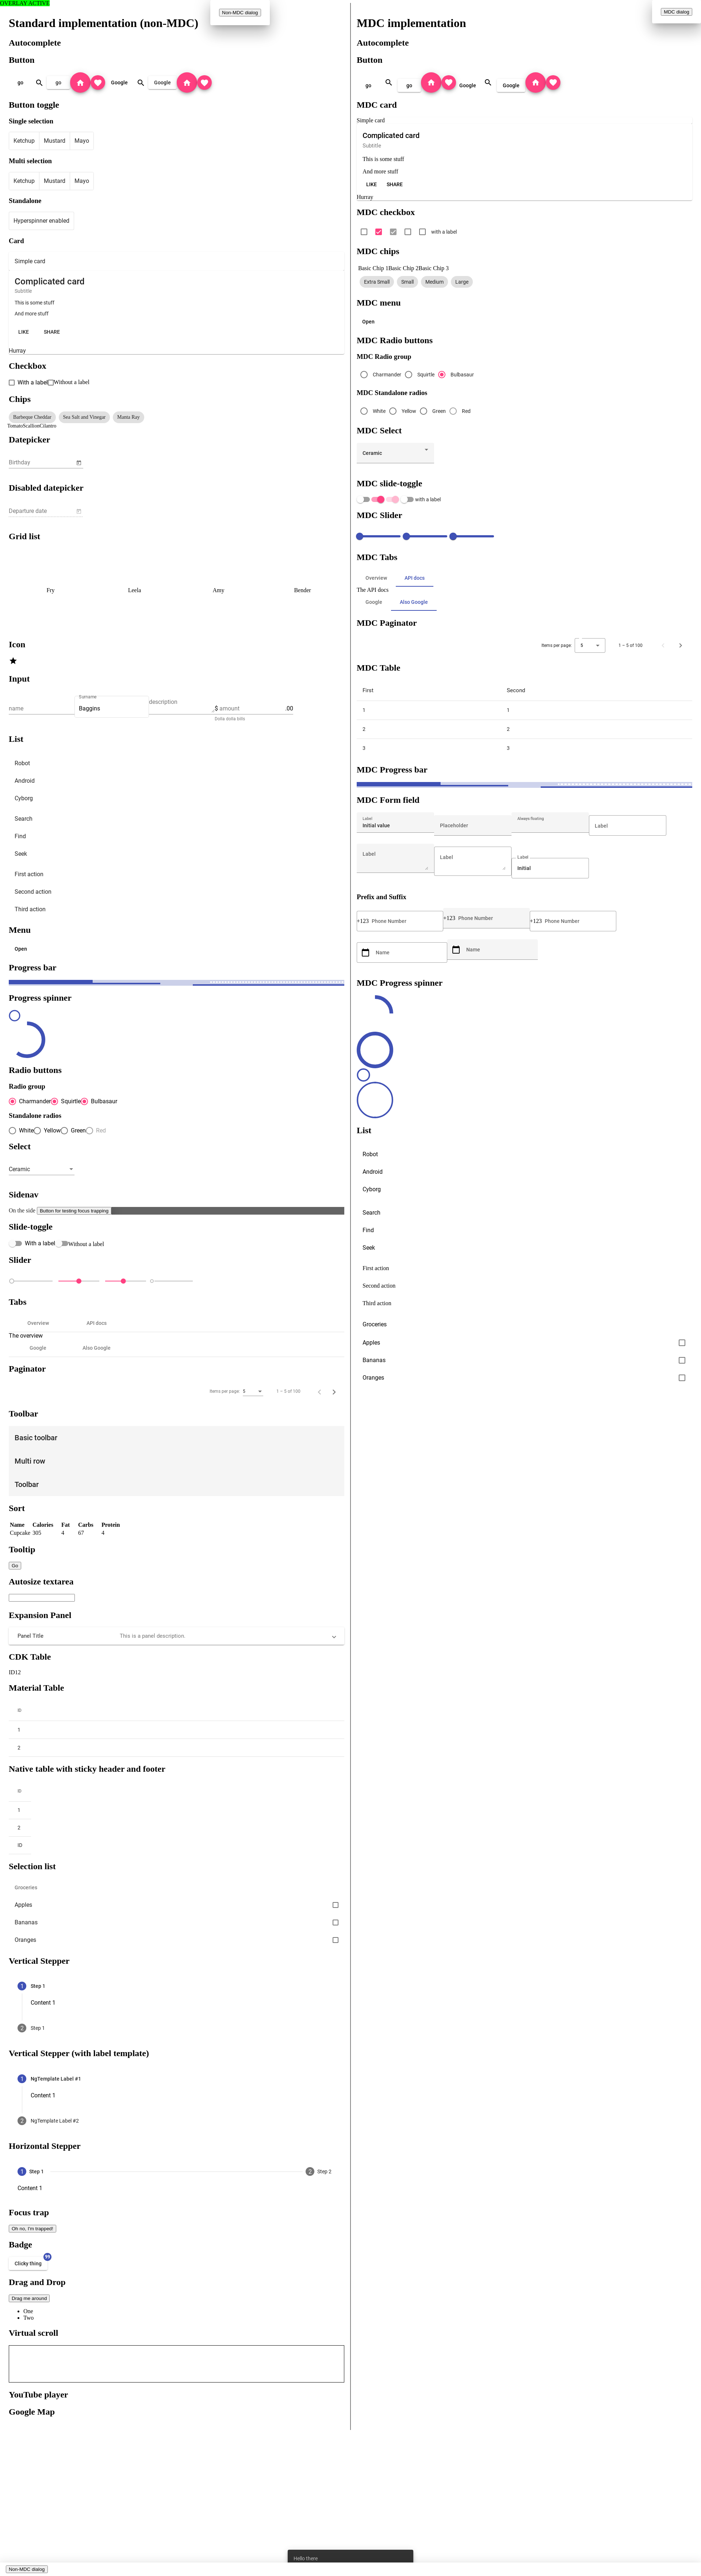 OVERLAY ACTIVE
Non-MDC dialog
MDC dialog
Standard implementation (non-MDC)
Autocomplete
Button
go go Google Google
Button toggle
Single selection
Ketchup Mustard Mayo
Multi selection
Ketchup Mustard Mayo
Standalone
Hyperspinner enabled
Card
Simple card
Complicated card
Subtitle
This is some stuff
And more stuff
LIKE SHARE
Hurray
Checkbox
With a label Without a label
Chips
Barbeque Cheddar Sea Salt and Vinegar Manta Ray
TomatoScallionCilantro
Datepicker
Birthday
Disabled datepicker
Departure date
Grid list
Fry Leela Amy Bender
Icon
Input
name Surname Baggins description $ amount .00
Dolla dolla bills
List
Robot
Android
Cyborg
Search
Find
Seek
First action
Second action
Third action
Menu
Open
Progress bar
Progress spinner
Radio buttons
Radio group
Charmander Squirtle Bulbasaur
Standalone radios
White Yellow Green Red
Select
Ceramic
Sidenav
On the side Button for testing focus trapping
Slide-toggle
With a label Without a label
Slider
Tabs
Overview API docs
The overview
Google Also Google
Paginator
Items per page: 5 1 – 5 of 100
Toolbar
Basic toolbar
Multi row
Toolbar
Sort
Name Calories Fat Carbs Protein
Cupcake 305 4 67 4
Tooltip
Go
Autosize textarea
Expansion Panel
Panel Title This is a panel description.
CDK Table
ID12
Material Table
ID
1
2
Native table with sticky header and footer
ID
1
2
ID
Selection list
Groceries
Apples
Bananas
Oranges
Vertical Stepper
1 Step 1
Content 1
2 Step 1
Vertical Stepper (with label template)
1 NgTemplate Label #1
Content 1
2 NgTemplate Label #2
Horizontal Stepper
1 Step 1 2 Step 2
Content 1
Focus trap
Oh no, I'm trapped!
Badge
Clicky thing 99
Drag and Drop
Drag me around
One
Two
Virtual scroll
YouTube player
Google Map
MDC implementation
Autocomplete
Button
go go Google Google
MDC card
Simple card
Complicated card
Subtitle
This is some stuff
And more stuff
LIKE SHARE
Hurray
MDC checkbox
with a label
MDC chips
Basic Chip 1Basic Chip 2Basic Chip 3
Extra Small Small Medium Large
MDC menu
Open
MDC Radio buttons
MDC Radio group
Charmander Squirtle Bulbasaur
MDC Standalone radios
White Yellow Green Red
MDC Select
Ceramic
MDC slide-toggle
with a label
MDC Slider
MDC Tabs
Overview API docs
The API docs
Google Also Google
MDC Paginator
Items per page: 5 1 – 5 of 100
MDC Table
First Second
1 1
2 2
3 3
MDC Progress bar
MDC Form field
Label Initial value Placeholder Always floating Label
Label Label Label Initial
Prefix and Suffix
+123 Phone Number +123 Phone Number +123 Phone Number
Name Name
MDC Progress spinner
List
Robot
Android
Cyborg
Search
Find
Seek
First action
Second action
Third action
Groceries
Apples
Bananas
Oranges
Hello there
Non-MDC dialog